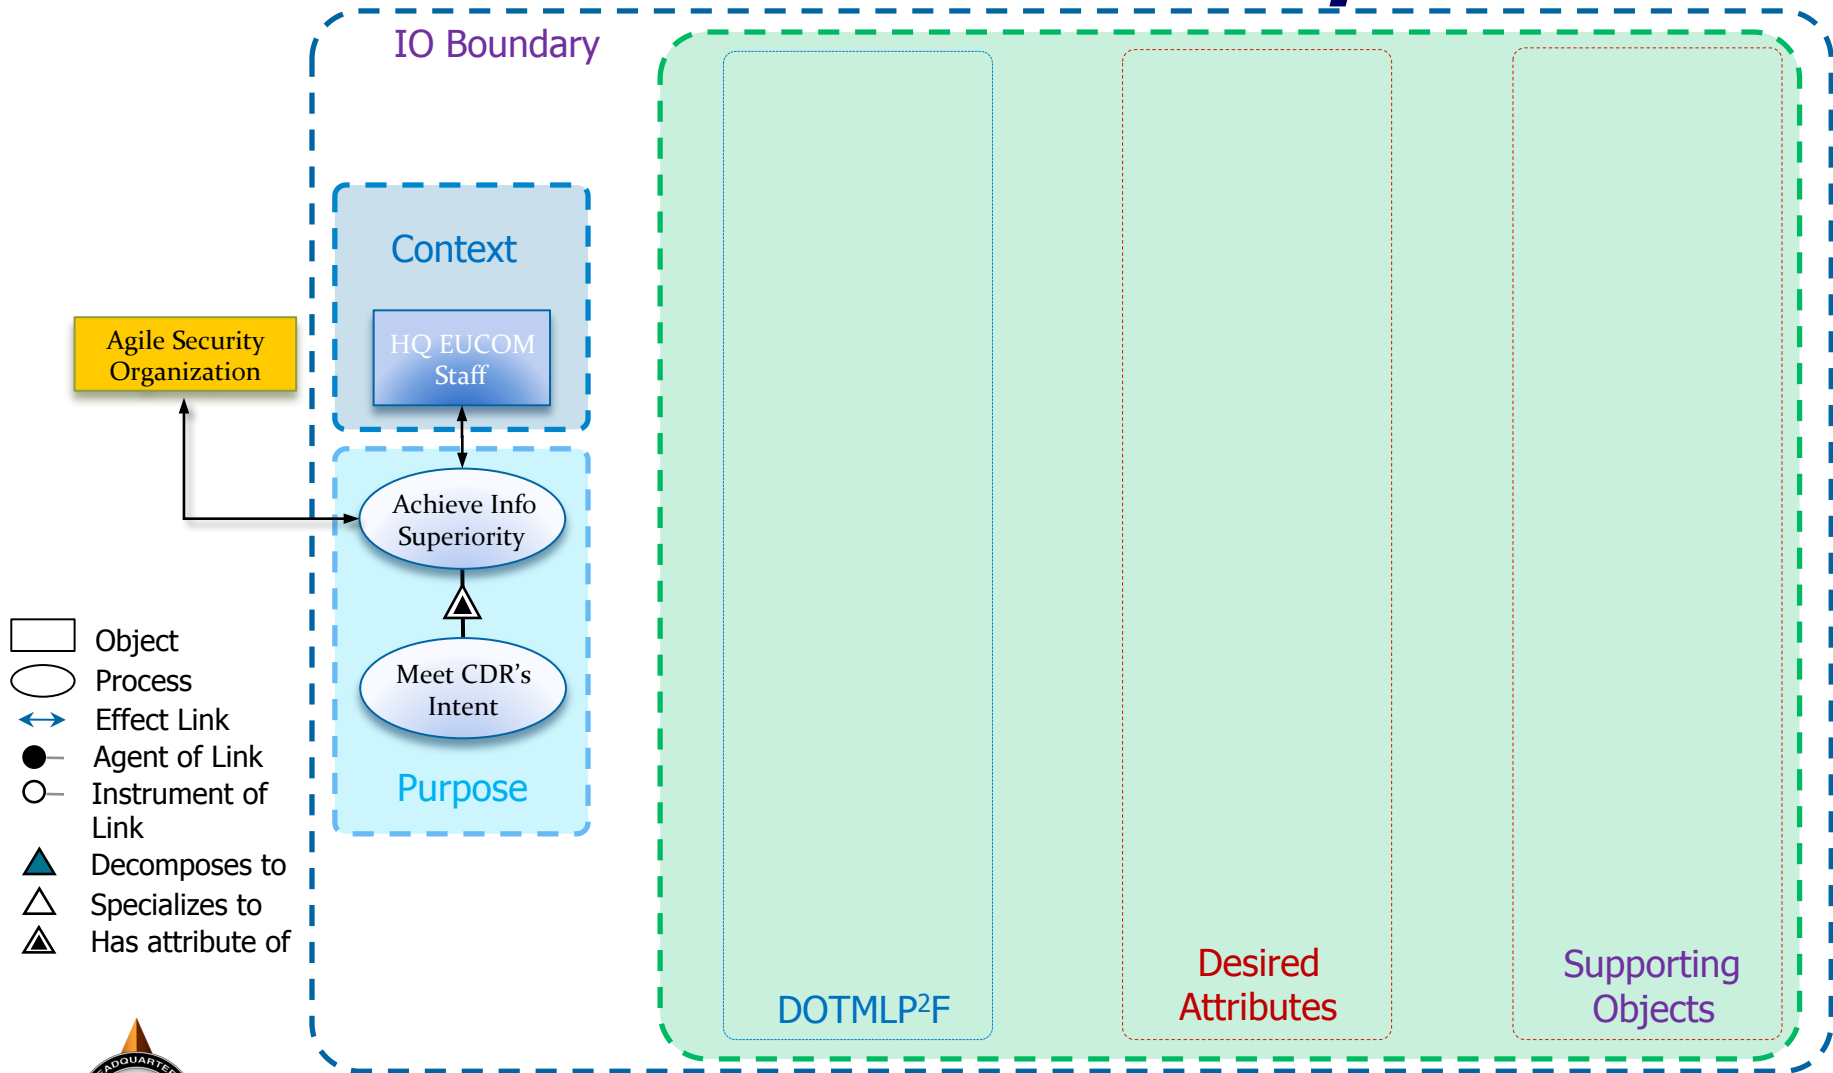 IO Boundary
Context
HQ EUCOM
Staff
Agile Security
Organization
Achieve Info
Superiority
Meet CDR's
Intent
Purpose
Object
Process
Effect Link
Agent of Link
Instrument of
Link
Decomposes to
Specializes to
Has attribute of
DOTMLP²F
Desired
Attributes
Supporting
Objects